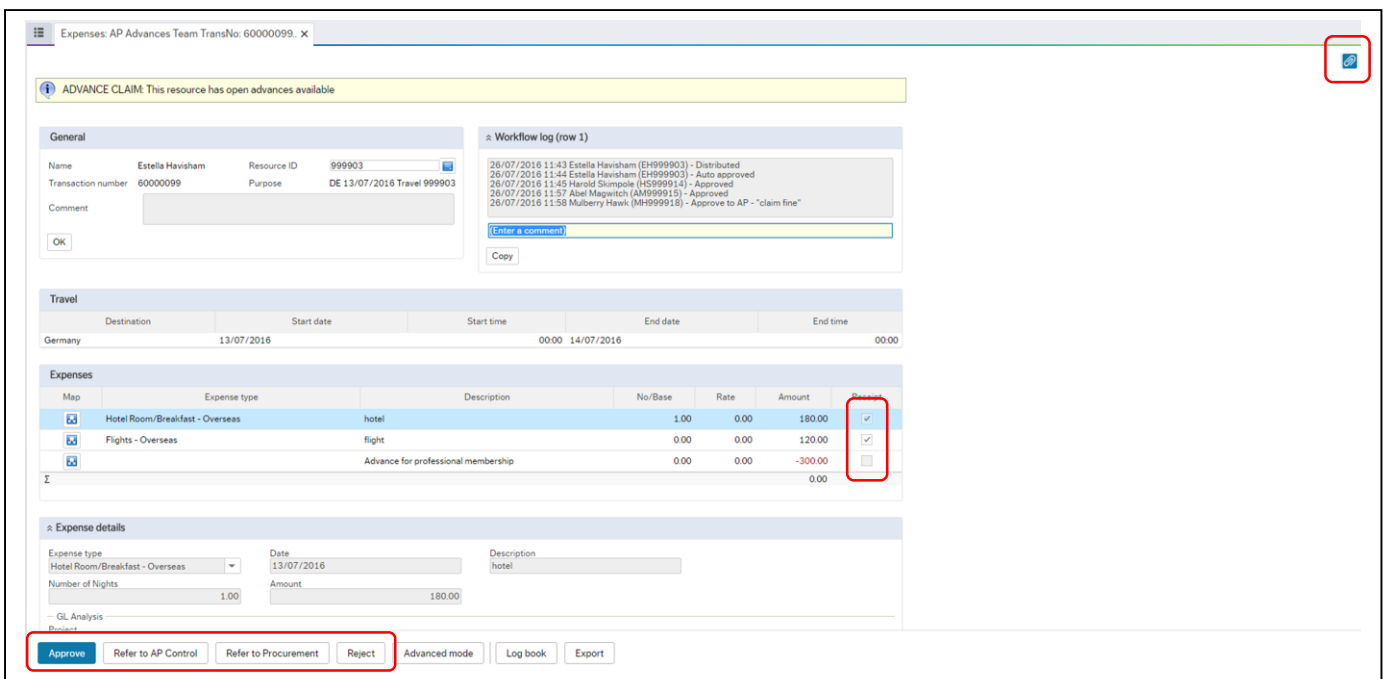 Expenses: AP Advances Team TransNo: 60000099.. X
ADVANCE CLAIM: This resource has open advances available
General
Name Estella Havisham Resource ID 999903
Transaction number 60000099 Purpose DE 13/07/2016 Travel 999903
Comment
OK
Workflow log (row 1)
26/07/2016 11:43 Estella Havisham (EH999903) - Distributed
26/07/2016 11:44 Estella Havisham (EH999903) - Auto approved
26/07/2016 11:45 Harold Skimpole (HS999914) - Approved
26/07/2016 11:57 Abel Magwitch (AM999915) - Approved
26/07/2016 11:58 Mulberry Hawk (MH999918) - Approve to AP - "claim fine"
(Enter a comment)
Copy
Travel
Destination Start date Start time End date End time
Germany 13/07/2016 00:00 14/07/2016 00:00
Expenses
Map Expense type Description No/Base Rate Amount Receipt
Hotel Room/Breakfast - Overseas hotel 1.00 0.00 180.00
Flights - Overseas flight 0.00 0.00 120.00
Advance for professional membership 0.00 0.00 -300.00
Σ 0.00
Expense details
Expense type Date Description
Hotel Room/Breakfast - Overseas 13/07/2016 hotel
Number of Nights Amount
1.00 180.00
GL Analysis
Project
Approve Refer to AP Control Refer to Procurement Reject Advanced mode Log book Export